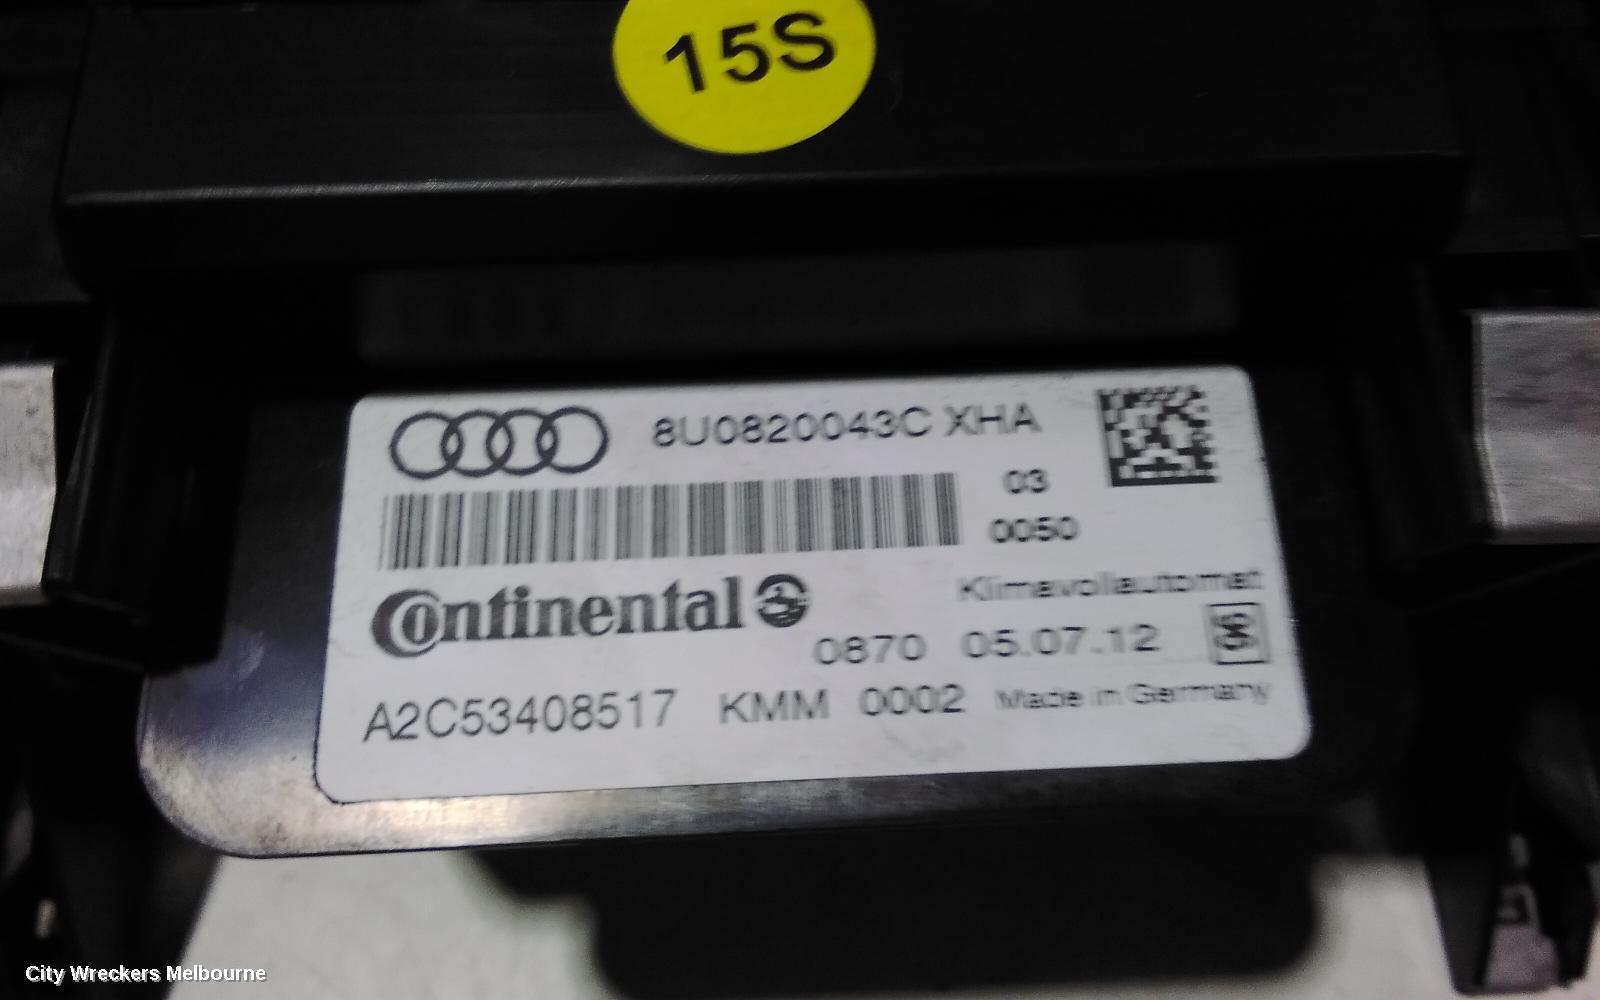 15S
8U0820043C XHA
03
0050
Continental
Klimavollautomat
0870 05.07.12
A2C53408517 KMM 0002 Made in Germany
City Wreckers Melbourne